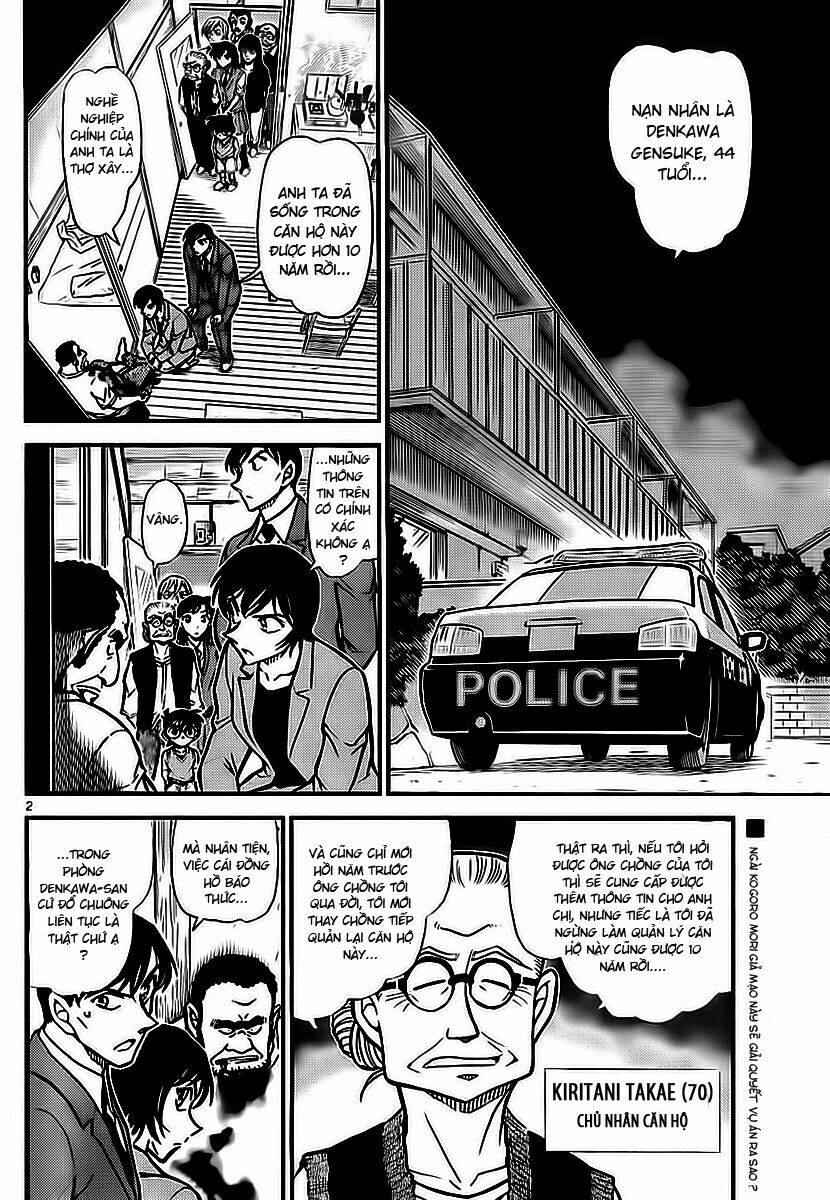 NẠN NHÂN LÀ
DENKAWA
GENSUKE, 44
TUỔI...
ANH TA ĐÃ
SỐNG TRONG
CĂN HỘ NÀY
ĐƯỢC HƠN 10
NĂM RỒI...
NGHỀ
NGHIỆP
CHÍNH CỦA
ANH TA LÀ
THỢ XÂY...
POLICE
...NHỮNG
THÔNG
TIN TRÊN
CÓ CHÍNH
XÁC
KHÔNG Ạ
?
VÂNG.
2
THẬT RA THÌ, NẾU TÔI HỎI
ĐƯỢC ÔNG CHỒNG CỦA TÔI
THÌ SẼ CUNG CẤP ĐƯỢC
THÊM THÔNG TIN CHO ANH
CHỊ, NHƯNG TIẾC LÀ TÔI ĐÃ
NGỪNG LÀM QUẢN LÝ CĂN
HỘ NÀY CŨNG ĐƯỢC 10
NĂM RỒI....
VÀ CŨNG CHỈ MỚI
HỒI NĂM TRƯỚC
ÔNG CHỒNG TÔI
QUA ĐỜI, TÔI MỚI
THAY CHỒNG TIẾP
QUẢN LẠI CĂN HỘ
NÀY...
KIRITANI TAKAE (70)
CHỦ NHÂN CĂN HỘ
MÀ NHÂN TIỆN,
VIỆC CÁI ĐỒNG
HỒ BÁO
THỨC...
...TRONG
PHÒNG
DENKAWA-SAN
CỨ ĐỔ CHUÔNG
LIÊN TỤC LÀ
THẬT CHỨ Ạ
?
NGÀI KOGORO MORI GIẢ MẠO NÀY SẼ GIẢI QUYẾT VỤ ÁN RA SAO ?